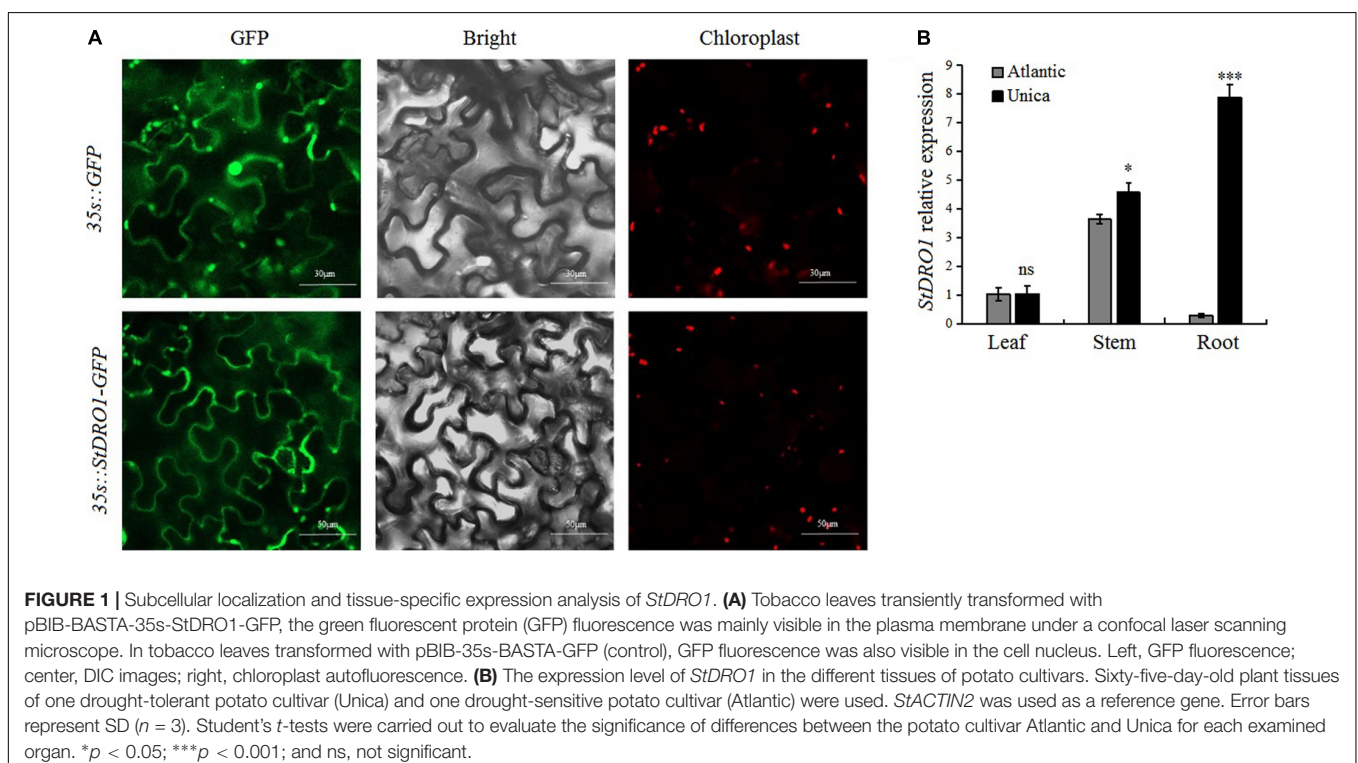 A
GFP
Bright
Chloroplast
35s::GFP
30μm
30μm
30μm
35s::StDRO1-GFP
50μm
50μm
50μm
B
StDRO1 relative expression
9
8
7
6
5
4
3
2
1
0
Atlantic
Unica
ns
*
***
Leaf
Stem
Root
FIGURE 1 | Subcellular localization and tissue-specific expression analysis of StDRO1. (A) Tobacco leaves transiently transformed with
pBIB-BASTA-35s-StDRO1-GFP, the green fluorescent protein (GFP) fluorescence was mainly visible in the plasma membrane under a confocal laser scanning
microscope. In tobacco leaves transformed with pBIB-35s-BASTA-GFP (control), GFP fluorescence was also visible in the cell nucleus. Left, GFP fluorescence;
center, DIC images; right, chloroplast autofluorescence. (B) The expression level of StDRO1 in the different tissues of potato cultivars. Sixty-five-day-old plant tissues
of one drought-tolerant potato cultivar (Unica) and one drought-sensitive potato cultivar (Atlantic) were used. StACTIN2 was used as a reference gene. Error bars
represent SD (n = 3). Student's t-tests were carried out to evaluate the significance of differences between the potato cultivar Atlantic and Unica for each examined
organ. *p < 0.05; ***p < 0.001; and ns, not significant.